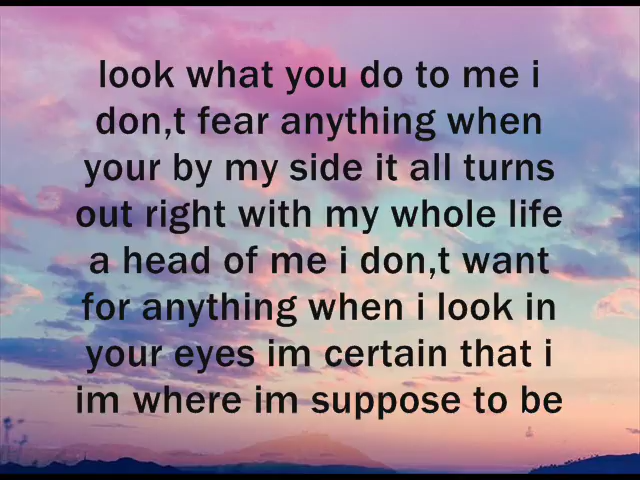 look what you do to me i
don,t fear anything when
your by my side it all turns
out right with my whole life
a head of me i don,t want
for anything when i look in
your eyes im certain that i
im where im suppose to be